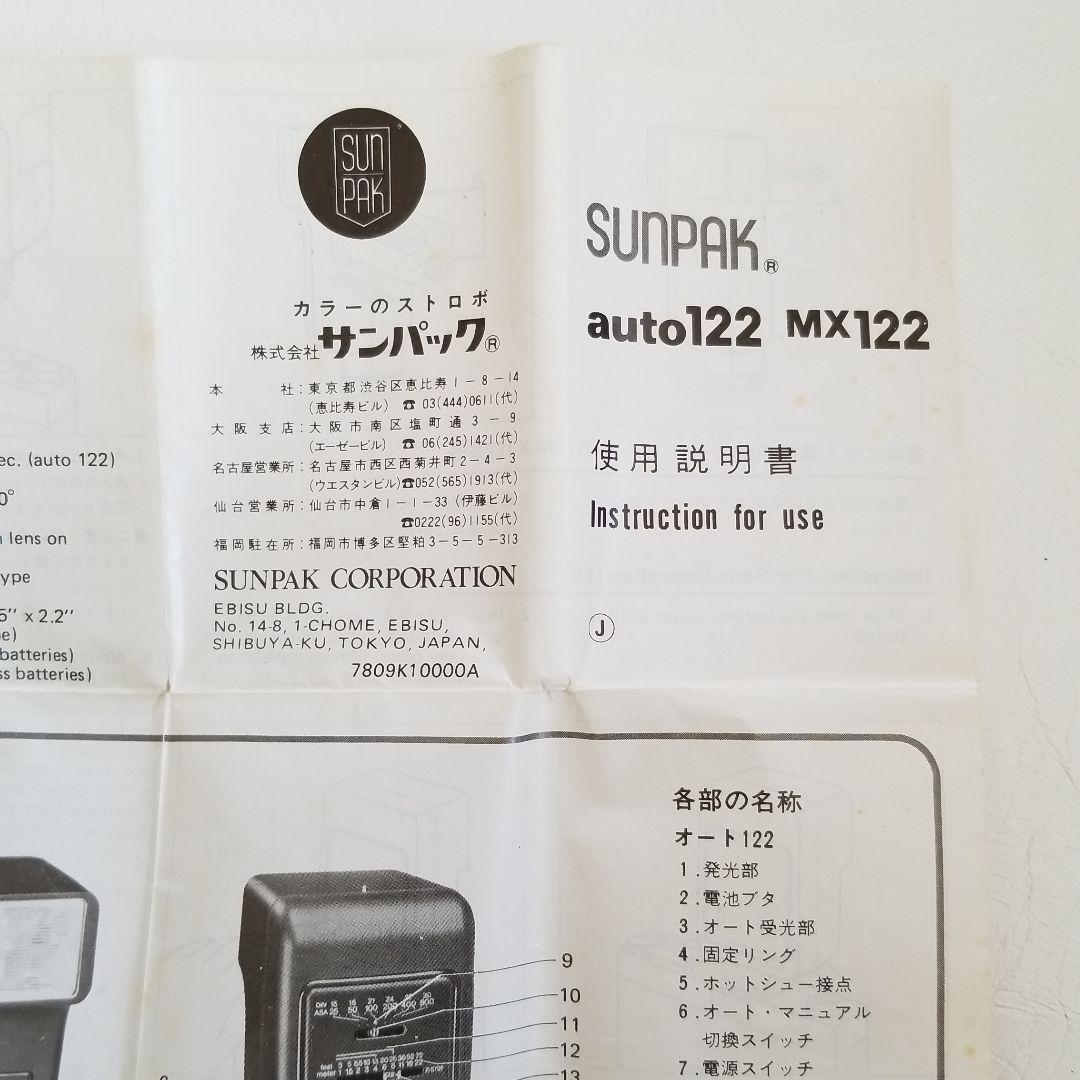 SUN
PAK
カラーのストロボ
株式会社サンパック®
本社：東京都渋谷区恵比寿1-8-14
(恵比寿ビル) ☎ 03(444)0611(代)
大阪支店：大阪市南区塩町通3-9
(エーゼービル) ☎ 06(245)1421(代)
名古屋営業所：名古屋市西区西菊井町2-4-3
(ウエスタンビル)☎052(565)1913(代)
仙台営業所：仙台市中倉1-1-33 (伊藤ビル)
☎0222(96)1155(代)
福岡駐在所：福岡市博多区堅粕3-5-5-313
SUNPAK CORPORATION
EBISU BLDG.
No. 14-8, 1-CHOME, EBISU,
SHIBUYA-KU, TOKYO, JAPAN,
7809K10000A
SUNPAK®
auto122 MX122
使用説明書
Instruction for use
Ⓙ
ec. (auto 122)
0°
lens on
ype
5" x 2.2"
batteries)
ss batteries)
各部の名称
オート122
1.発光部
2.電池ブタ
3.オート受光部
4.固定リング
5.ホットシュー接点
6.オート・マニュアル
切換スイッチ
7.電源スイッチ
9
10
11
12
13